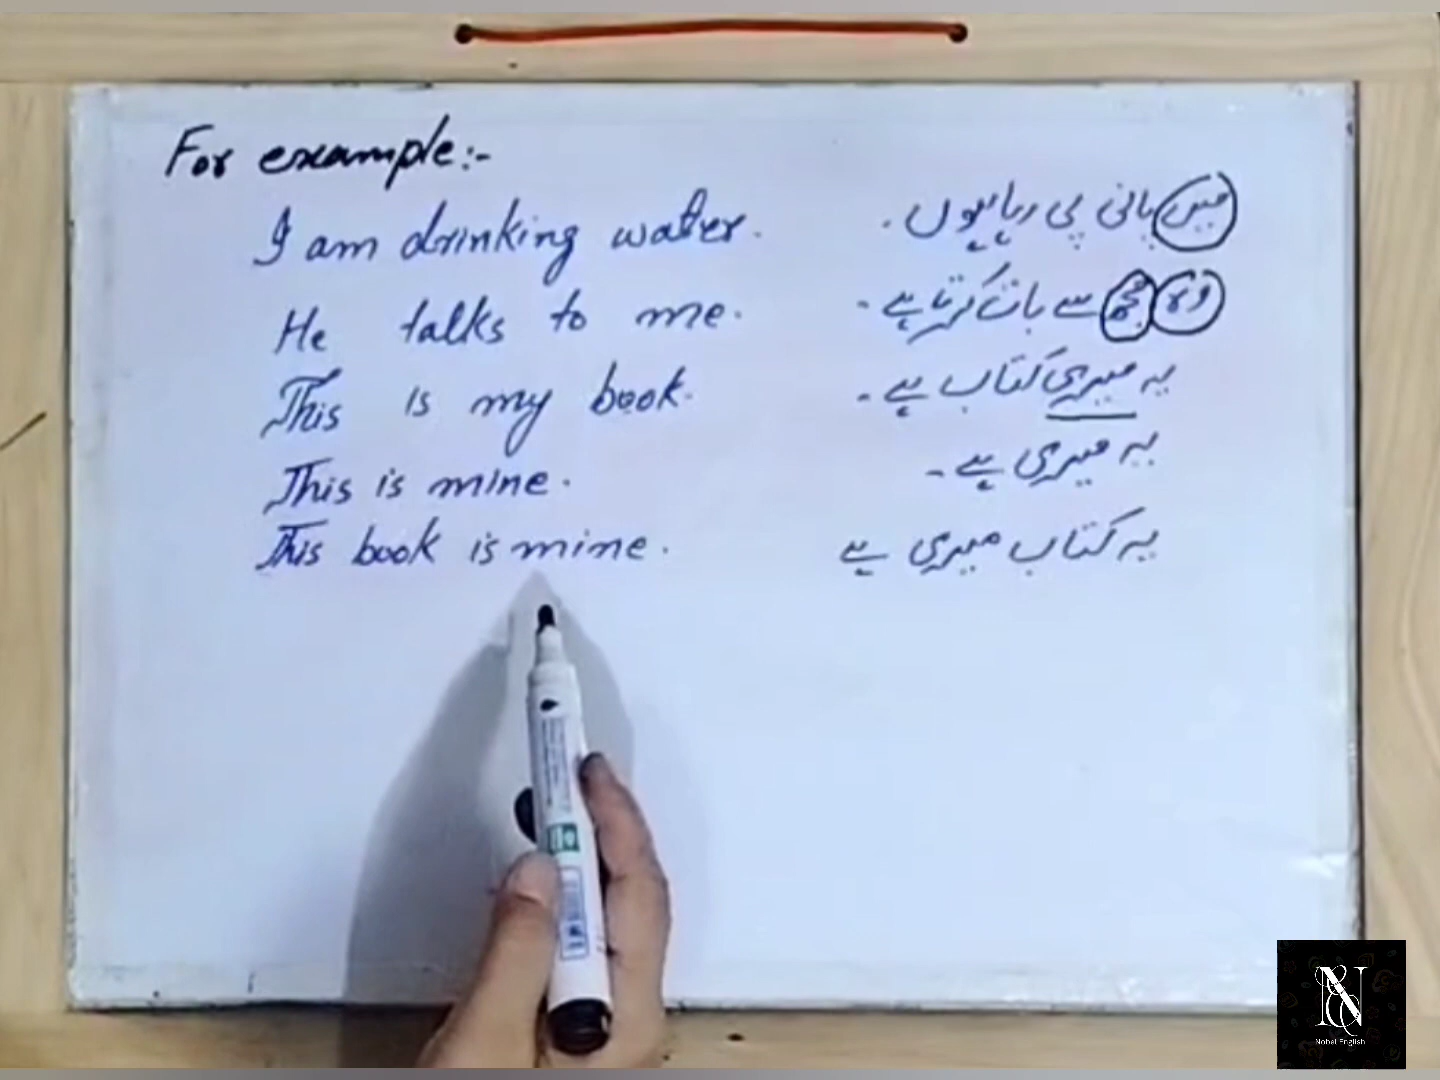 For example:-
I am drinking water. میں پانی پی رہا ہوں.
He talks to me. وہ مجھ سے بات کرتا ہے -
This is my book. یہ میری کتاب ہے -
This is mine. یہ میری ہے -
This book is mine. یہ کتاب میری ہے
N
Nobel English